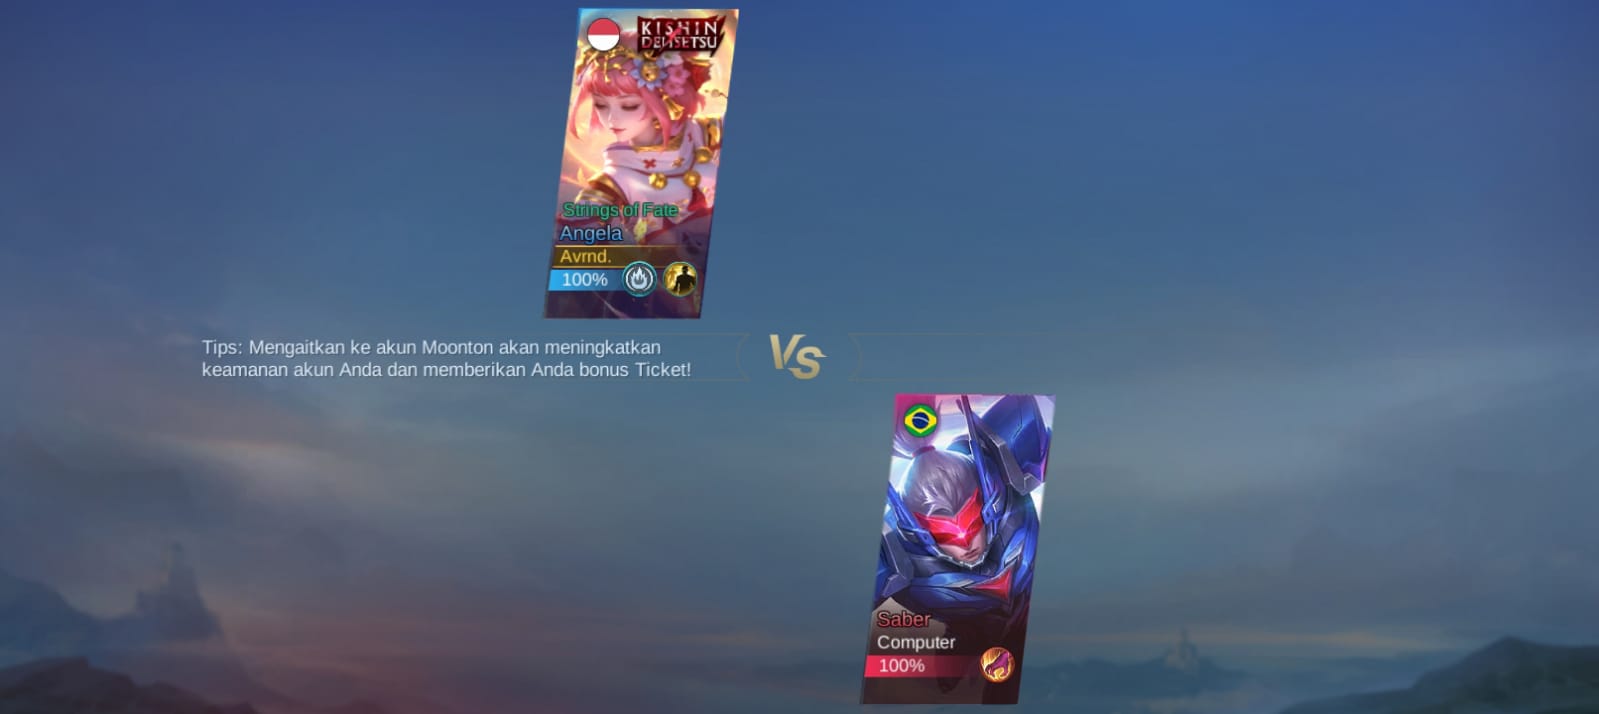 KISHIN
DENSETSU
Strings of Fate
Angela
Avrnd.
100%
Tips: Mengaitkan ke akun Moonton akan meningkatkan
keamanan akun Anda dan memberikan Anda bonus Ticket!
VS
Saber
Computer
100%